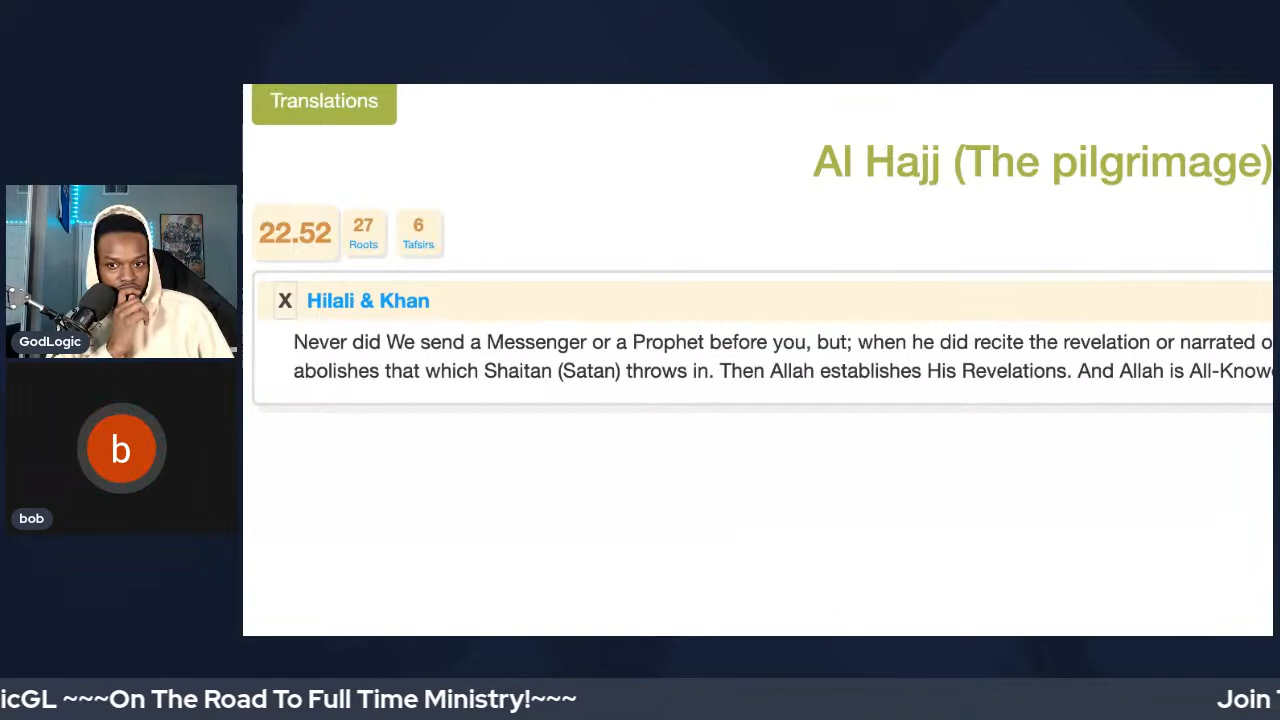 Translations
Al Hajj (The pilgrimage)
22.52
27
Roots
6
Tafsirs
X Hilali & Khan
Never did We send a Messenger or a Prophet before you, but; when he did recite the revelation or narrated o
abolishes that which Shaitan (Satan) throws in. Then Allah establishes His Revelations. And Allah is All-Knowe
GodLogic
b
bob
icGL ~~~On The Road To Full Time Ministry!~~~
Join